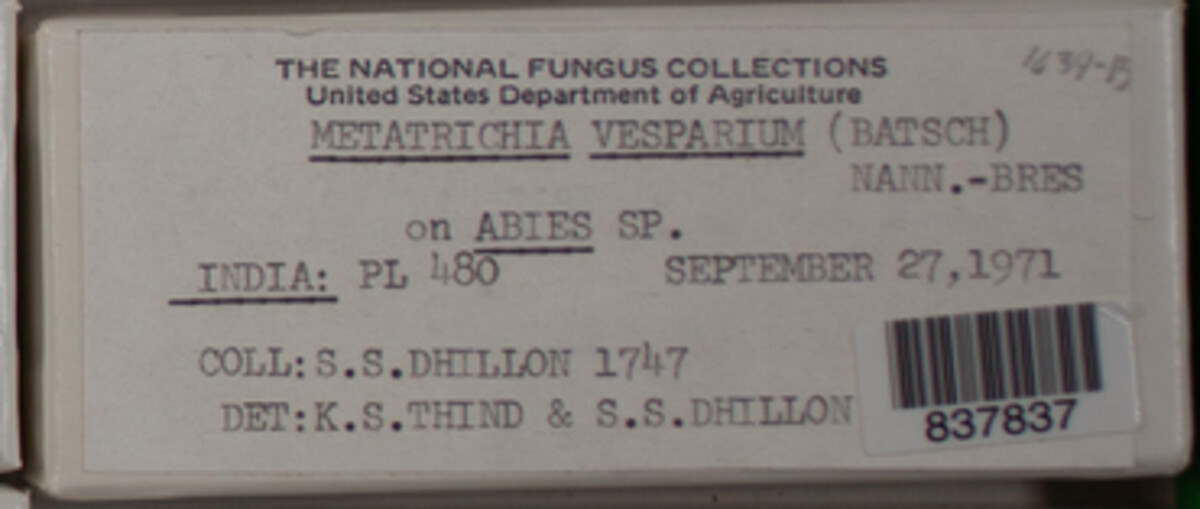 1639-B
THE NATIONAL FUNGUS COLLECTIONS
United States Department of Agriculture
METATRICHIA VESPARIUM (BATSCH)
NANN.-BRES
on ABIES SP.
INDIA: PL 480 SEPTEMBER 27,1971
COLL:S.S.DHILLON 1747
DET:K.S.THIND & S.S.DHILLON
837837